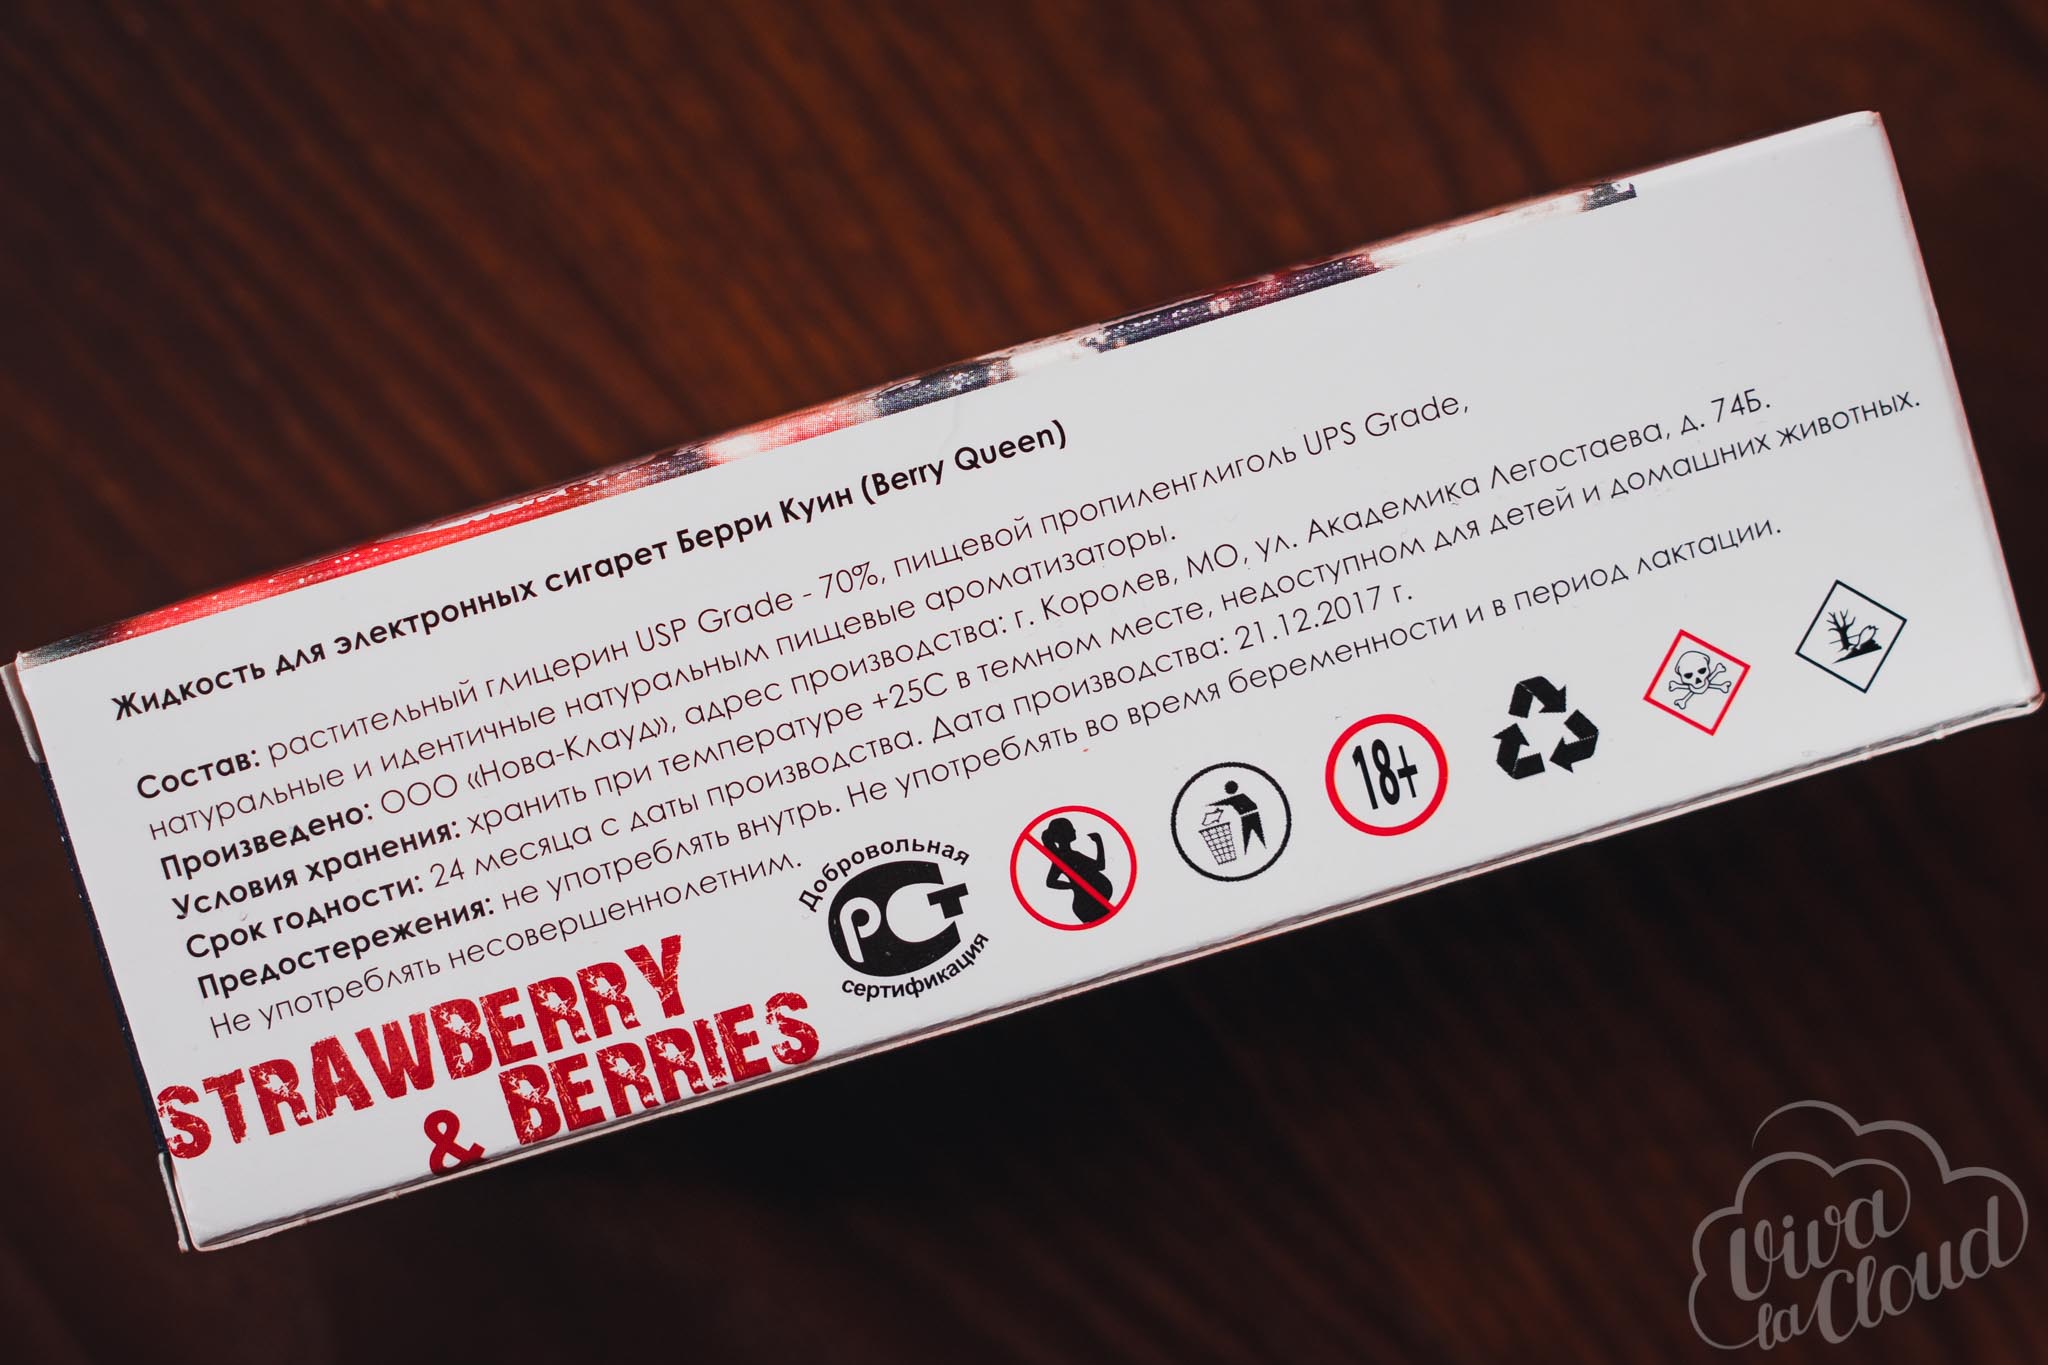 Жидкость для электронных сигарет Берри Куин (Berry Queen)
Состав: растительный глицерин USP Grade - 70%, пищевой пропиленглиголь UPS Grade,
натуральные и идентичные натуральным пищевые ароматизаторы.
Произведено: ООО «Нова-Клауд», адрес производства: г. Королев, МО, ул. Академика Легостаева, д. 74Б.
Условия хранения: хранить при температуре +25С в темном месте, недоступном для детей и домашних животных.
Срок годности: 24 месяца с даты производства. Дата производства: 21.12.2017 г.
Предостережения: не употреблять внутрь. Не употреблять во время беременности и в период лактации.
Не употреблять несовершеннолетним.
STRAWBERRY
& BERRIES
Добровольная
РСТ
сертификация
18+
Viva
la Cloud